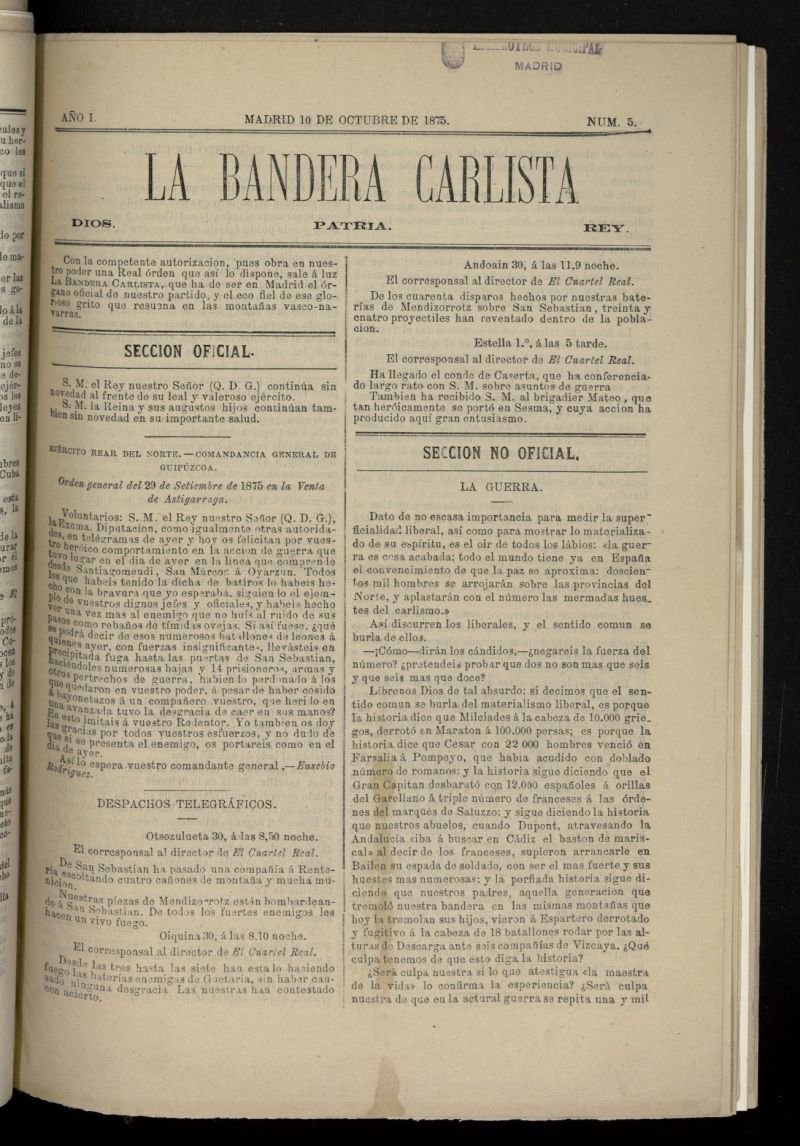 MUNICIPAL
MADRID
AÑO I.
MADRID 10 DE OCTUBRE DE 1875.
NUM. 5.
LA BANDERA CARLISTA
DIOS.
PATRIA.
REY.
Con la competente autorizacion, pues obra en nues-
tro poder una Real órden que así lo dispone, sale á luz
LA BANDERA CARLISTA, que ha de ser en Madrid el ór-
gano oficial de nuestro partido, y el eco fiel de ese glo-
rioso grito que resuena en las montañas vasco-na-
varras.
SECCION OFICIAL.
S. M. el Rey nuestro Señor (Q. D. G.) continúa sin
novedad al frente de su leal y valeroso ejército.
S. M. la Reina y sus augustos hijos continúan tam-
bien sin novedad en su importante salud.
EJÉRCITO REAR DEL NORTE.—COMANDANCIA GENERAL DE
GUIPÚZCOA.
Orden general del 29 de Setiembre de 1875 en la Venta
de Astigarraga.
Voluntarios: S. M. el Rey nuestro Señor (Q. D. G.),
la Excma. Diputacion, como igualmente otras autorida-
des, en telégramas de ayer y hoy os felicitan por vues-
tro heróico comportamiento en la accion de guerra que
tuvo lugar en el dia de ayer en la linea que comprende
desde Santiagomendi, San Márcos á Oyarzun. Todos
los que habeis tenido la dicha de batiros lo habeis he-
cho con la bravura que yo esperaba, siguiendo el ejem-
plo de vuestros dignos jefes y oficiales, y habeis hecho
ver una vez mas al enemigo que no huís al ruido de sus
pasos como rebaños de tímidas ovejas. Si así fuese, ¿qué
se podrá decir de esos numerosos batallones de leones á
quienes ayer, con fuerzas insignificantes, llevásteis en
precipitada fuga hasta las puertas de San Sebastian,
haciéndoles numerosas bajas y 14 prisioneros, armas y
otros pertrechos de guerra, habiendo perdonado á los
que quedaron en vuestro poder, á pesar de haber cosido
á bayonetazos á un compañero vuestro, que herido en
una avanzada tuvo la desgracia de caer en sus manos?
En esto imitais á vuestro Redentor. Yo tambien os doy
las gracias por todos vuestros esfuerzos, y no dudo de
que si se presenta el enemigo, os portareis como en el
dia de ayer.
Así lo espera vuestro comandante general,—Eusebio
Rodriguez.
DESPACHOS TELEGRÁFICOS.
Otsozulueta 30, á las 8,50 noche.
El corresponsal al director de El Cuartel Real.
De San Sebastian ha pasado una compañía á Rente-
ría escoltando cuatro cañones de montaña y mucha mu-
nicion.
Nuestras piezas de Mendizorrotz están bombardean-
do á San Sebastian. De todos los fuertes enemigos les
hacen un vivo fuego.
Oiquina 30, á las 8.10 noche.
El corresponsal al director de El Cuartel Real.
Desde las tres hasta las siete han estado haciendo
fuego las baterías enemigas de Guetaria, sin haber cau-
sado ninguna desgracia Las nuestras han contestado
con acierto.
Andoain 30, á las 11,9 noche.
El corresponsal al director de El Cuartel Real.
De los cuarenta disparos hechos por nuestras bate-
rías de Mendizorrotz sobre San Sebastian, treinta y
cuatro proyectiles han reventado dentro de la pobla-
cion.
Estella 1.º, á las 5 tarde.
El corresponsal al director de El Cuartel Real.
Ha llegado el conde de Caserta, que ha conferencia-
do largo rato con S. M. sobre asuntos de guerra
Tambien ha recibido S. M. al brigadier Mateo, que
tan heróicamente se portó en Sesma, y cuya accion ha
producido aquí gran entusiasmo.
SECCION NO OFICIAL.
LA GUERRA.
Dato de no escasa importancia para medir la super-
ficialidad liberal, así como para mostrar lo materializa-
do de su espíritu, es el oir de todos los lábios: «la guer-
ra es cosa acabada; todo el mundo tiene ya en España
el convencimiento de que la paz se aproxima: doscien-
tos mil hombres se arrojarán sobre las provincias del
Norte, y aplastarán con el número las mermadas hues-
tes del carlismo.»
Así discurren los liberales, y el sentido comun se
burla de ellos.
—¡Cómo—dirán los cándidos,—¿negareis la fuerza del
número? ¿pretendeis probar que dos no son mas que seis
y que seis mas que doce?
Líbrenos Dios de tal absurdo: si decimos que el sen-
tido comun se burla del materialismo liberal, es porque
la historia dice que Milciades á la cabeza de 10.000 grie-
gos, derrotó en Maraton á 100.000 persas; es porque la
historia dice que Cesar con 22 000 hombres venció en
Farsalia á Pompeyo, que habia acudido con doblado
número de romanos: y la historia sigue diciendo que el
Gran Capitan desbarató con 12.000 españoles á orillas
del Garellano á triple número de franceses á las órde-
nes del marqués de Saluzzo: y sigue diciendo la historia
que nuestros abuelos, cuando Dupont, atravesando la
Andalucía «iba á buscar en Cádiz el baston de maris-
cal» al decir de los franceses, supieron arrancarle en
Bailen su espada de soldado, con ser el mas fuerte y sus
huestes mas numerosas: y la porfiada historia sigue di-
ciendo que nuestros padres, aquella generacion que
tremoló nuestra bandera en las mismas montañas que
hoy la tremolan sus hijos, vieron á Espartero derrotado
y fugitivo á la cabeza de 18 batallones rodar por las al-
turas de Descarga ante seis compañías de Vizcaya. ¿Qué
culpa tenemos de que esto diga la historia?
¿Será culpa nuestra si lo que atestigua «la maestra
de la vida» lo confirma la esperiencia? ¿Será culpa
nuestra de que en la actural guerra se repita una y mil